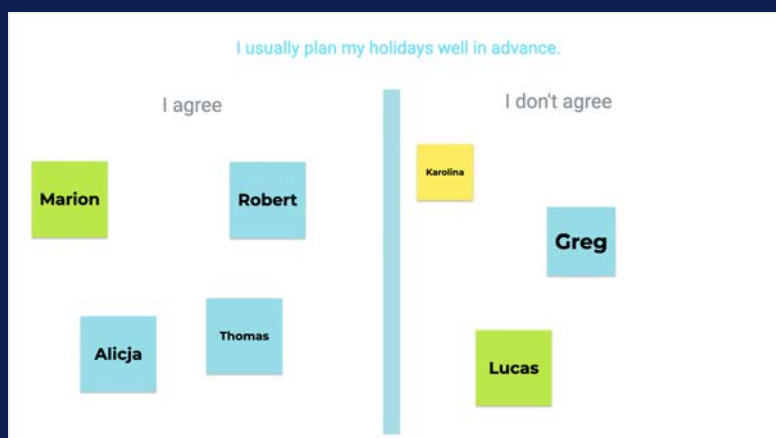 I usually plan my holidays well in advance.
I agree
I don't agree
Marion
Robert
Alicja
Thomas
Karolina
Greg
Lucas